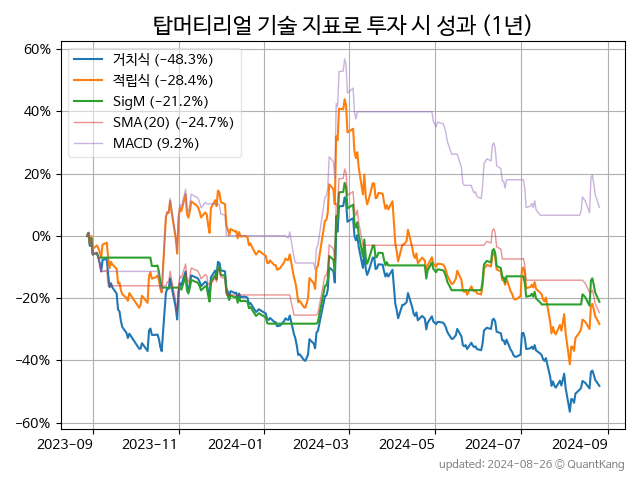 탑머티리얼 기술 지표로 투자 시 성과 (1년)
60%
40%
20%
0%
−20%
−40%
−60%
거치식 (−48.3%)
적립식 (−28.4%)
SigM (−21.2%)
SMA(20) (−24.7%)
MACD (9.2%)
2023-09
2023-11
2024-01
2024-03
2024-05
2024-07
2024-09
updated: 2024-08-26 © QuantKang